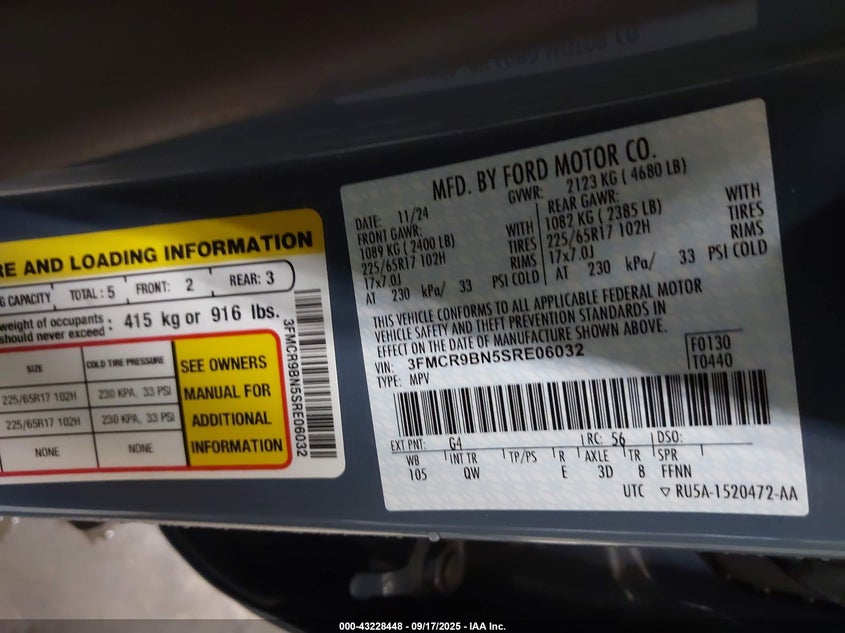 RE AND LOADING INFORMATION
G CAPACITY TOTAL : 5 FRONT: 2 REAR: 3
weight of occupants
should never exceed : 415 kg or 916 lbs.
SIZE COLD TIRE PRESSURE
225/65R17 102H 230 KPA, 33 PSI
225/65R17 102H 230 KPA, 33 PSI
NONE NONE
SEE OWNERS
MANUAL FOR
ADDITIONAL
INFORMATION
3FMCR9BN5SRE06032
MFD. BY FORD MOTOR CO.
DATE: 11/24 GVWR: 2123 KG ( 4680 LB)
FRONT GAWR: REAR GAWR:
1089 KG (2400 LB) WITH 1082 KG (2385 LB) WITH
225/65R17 102H TIRES 225/65R17 102H TIRES
17x7.0J RIMS 17x7.0J RIMS
AT 230 kPa/ 33 PSI COLD AT 230 kPa/ 33 PSI COLD
THIS VEHICLE CONFORMS TO ALL APPLICABLE FEDERAL MOTOR
VEHICLE SAFETY AND THEFT PREVENTION STANDARDS IN
EFFECT ON THE DATE OF MANUFACTURE SHOWN ABOVE.
VIN: 3FMCR9BN5SRE06032 F0130
TYPE: MPV T0440
EXT PNT: G4 RC: 56 DSO:
WB INT TR TP/PS R AXLE TR SPR
105 QW E 3D 8 FFNN
UTC ▽ RU5A-1520472-AA
000-43228448 - 09/17/2025 - IAA Inc.